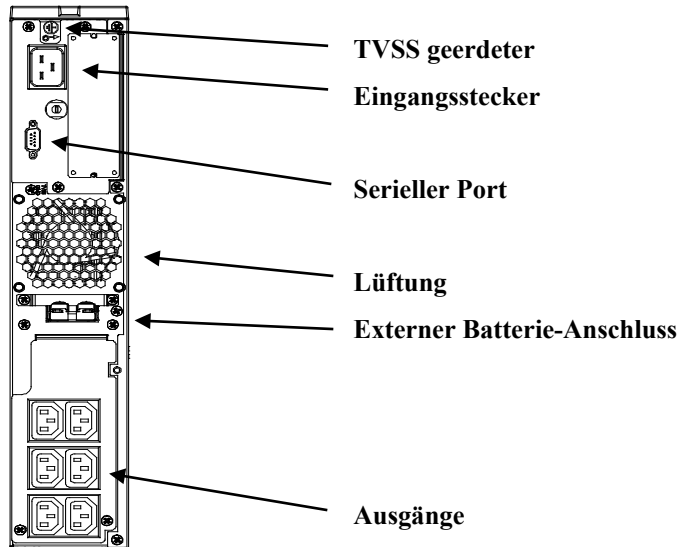 TVSS geerdeter
Eingangsstecker
Serieller Port
Lüftung
Externer Batterie-Anschluss
Ausgänge